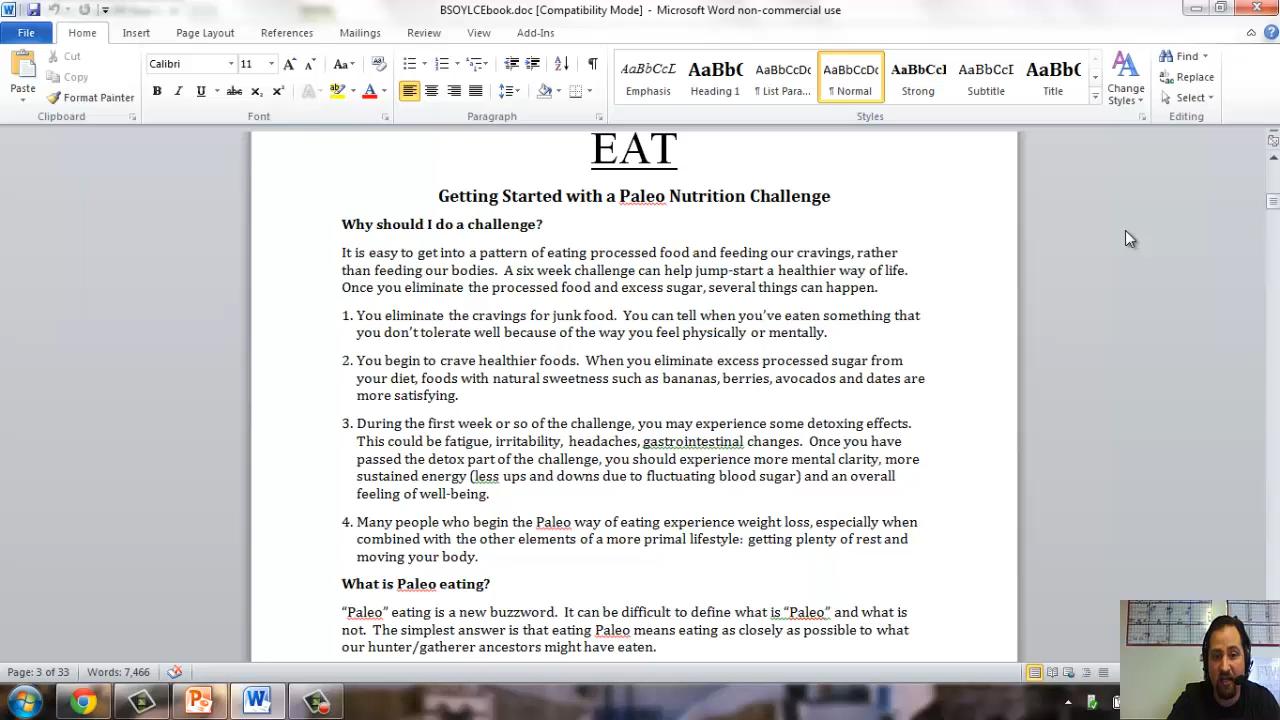 BSOYLCEbook.doc [Compatibility Mode] - Microsoft Word non-commercial use
File Home Insert Page Layout References Mailings Review View Add-Ins
Paste
Cut
Copy
Format Painter
Clipboard
Calibri 11
Font
Paragraph
AaBbCcL AaBb( AaBbCcDc AaBbCcDc AaBbCcl AaBbCcD AaBb(
Emphasis Heading 1 ¶ List Para... ¶ Normal Strong Subtitle Title
Styles
Change Styles
Find
Replace
Select
Editing
EAT
Getting Started with a Paleo Nutrition Challenge
Why should I do a challenge?
It is easy to get into a pattern of eating processed food and feeding our cravings, rather
than feeding our bodies. A six week challenge can help jump-start a healthier way of life.
Once you eliminate the processed food and excess sugar, several things can happen.
1. You eliminate the cravings for junk food. You can tell when you've eaten something that
you don't tolerate well because of the way you feel physically or mentally.
2. You begin to crave healthier foods. When you eliminate excess processed sugar from
your diet, foods with natural sweetness such as bananas, berries, avocados and dates are
more satisfying.
3. During the first week or so of the challenge, you may experience some detoxing effects.
This could be fatigue, irritability, headaches, gastrointestinal changes. Once you have
passed the detox part of the challenge, you should experience more mental clarity, more
sustained energy (less ups and downs due to fluctuating blood sugar) and an overall
feeling of well-being.
4. Many people who begin the Paleo way of eating experience weight loss, especially when
combined with the other elements of a more primal lifestyle: getting plenty of rest and
moving your body.
What is Paleo eating?
"Paleo" eating is a new buzzword. It can be difficult to define what is "Paleo" and what is
not. The simplest answer is that eating Paleo means eating as closely as possible to what
our hunter/gatherer ancestors might have eaten.
Page: 3 of 33 Words: 7,466